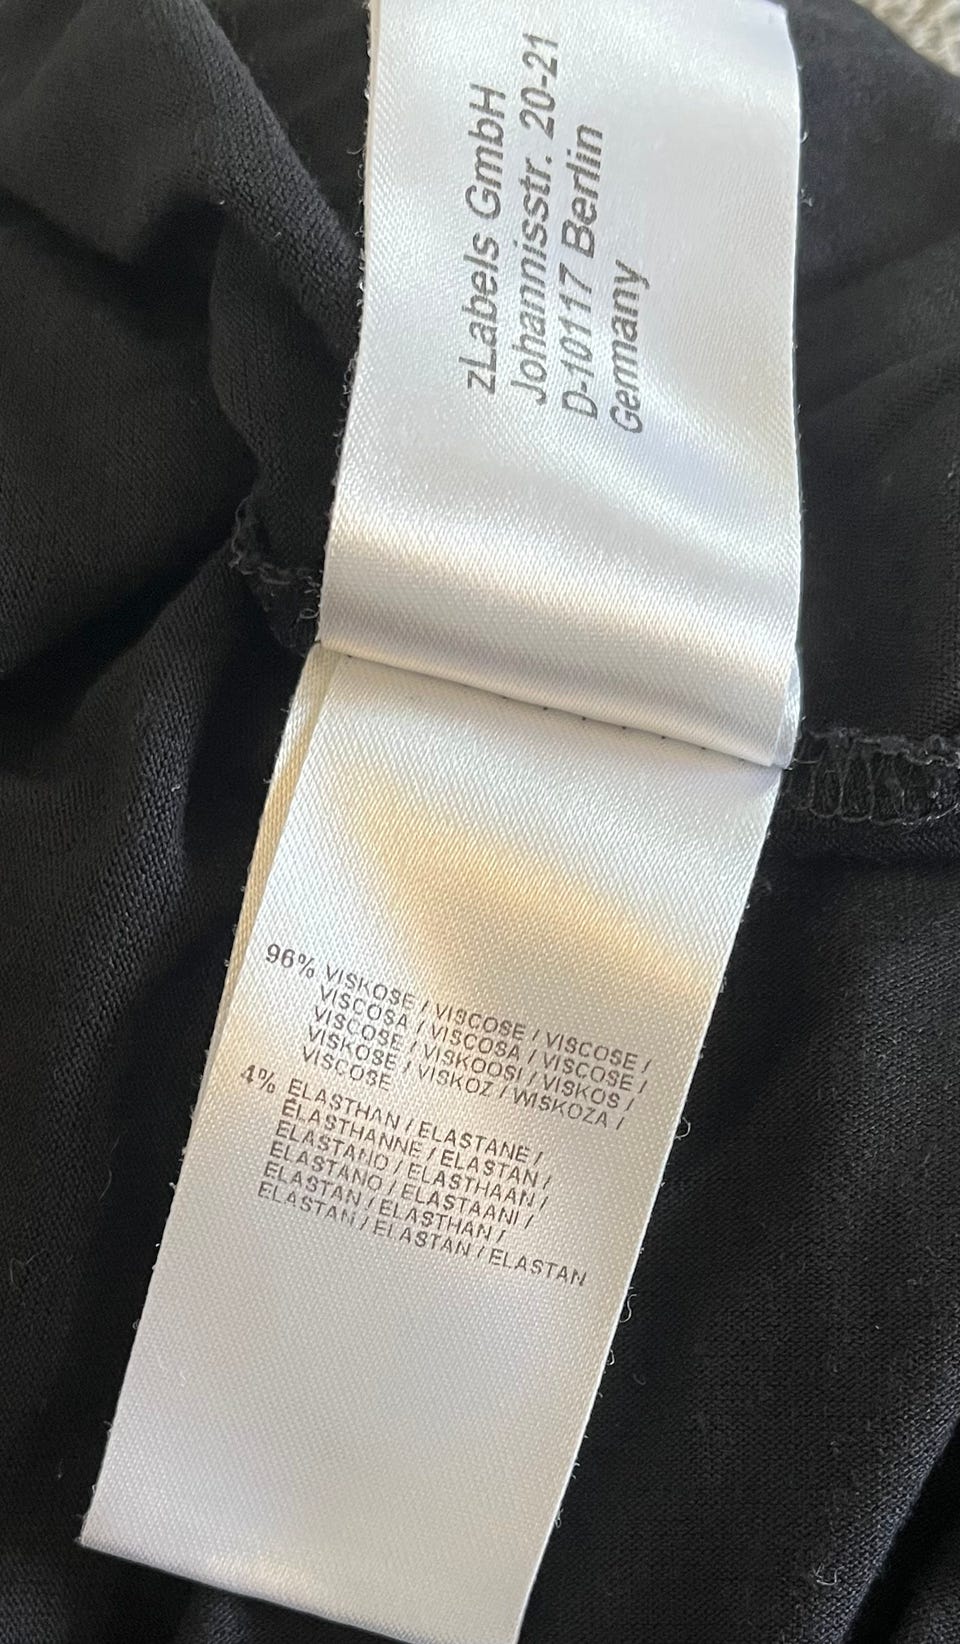 zLabels GmbH
Johannisstr. 20-21
D-10117 Berlin
Germany
96% VISKOSE / VISCOSE / VISCOSE /
VISCOSA / VISCOSA / VISCOSE /
VISCOSE / VISKOOSI / VISKOS /
VISKOSE / VISKOZ / WISKOZA /
VISCOSE
4% ELASTHAN / ELASTANE /
ÉLASTHANNE / ELASTAN /
ELASTANO / ELASTHAAN /
ELASTANO / ELASTAANI /
ELASTAN / ELASTHAN /
ELASTAN / ELASTAN / ELASTAN